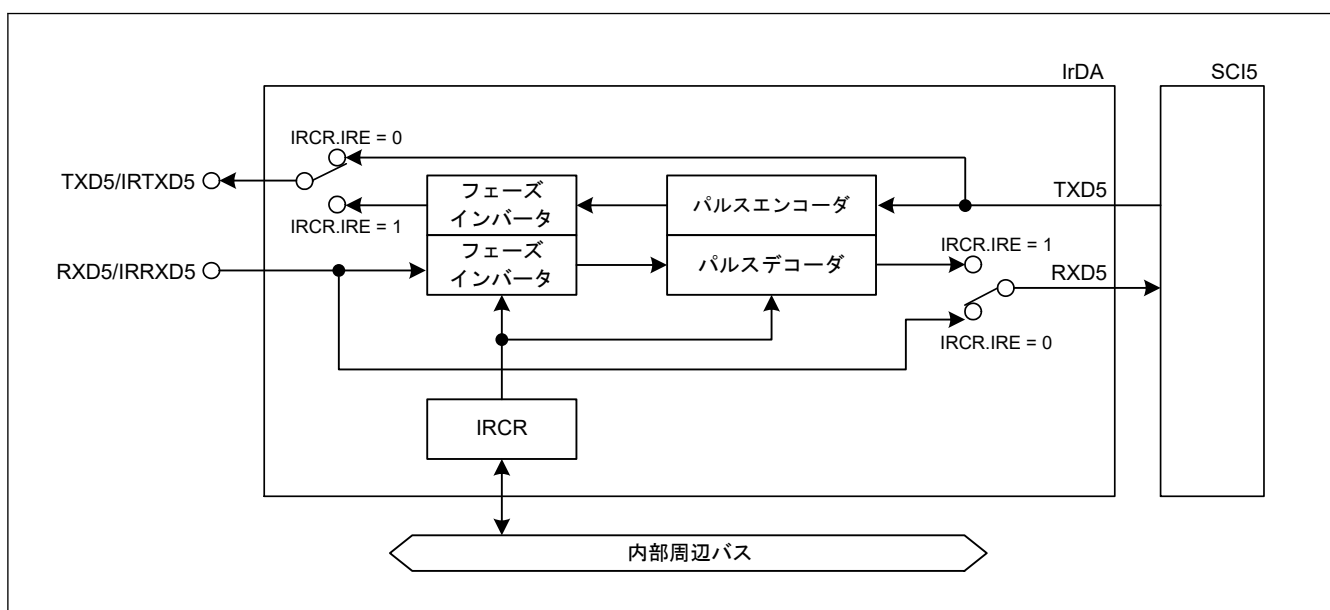 IrDA
SCI5
IRCR.IRE = 0
TXD5/IRTXD5
フェーズ
インバータ
パルスエンコーダ
TXD5
IRCR.IRE = 1
フェーズ
インバータ
パルスデコーダ
IRCR.IRE = 1
RXD5/IRRXD5
RXD5
IRCR.IRE = 0
IRCR
内部周辺バス